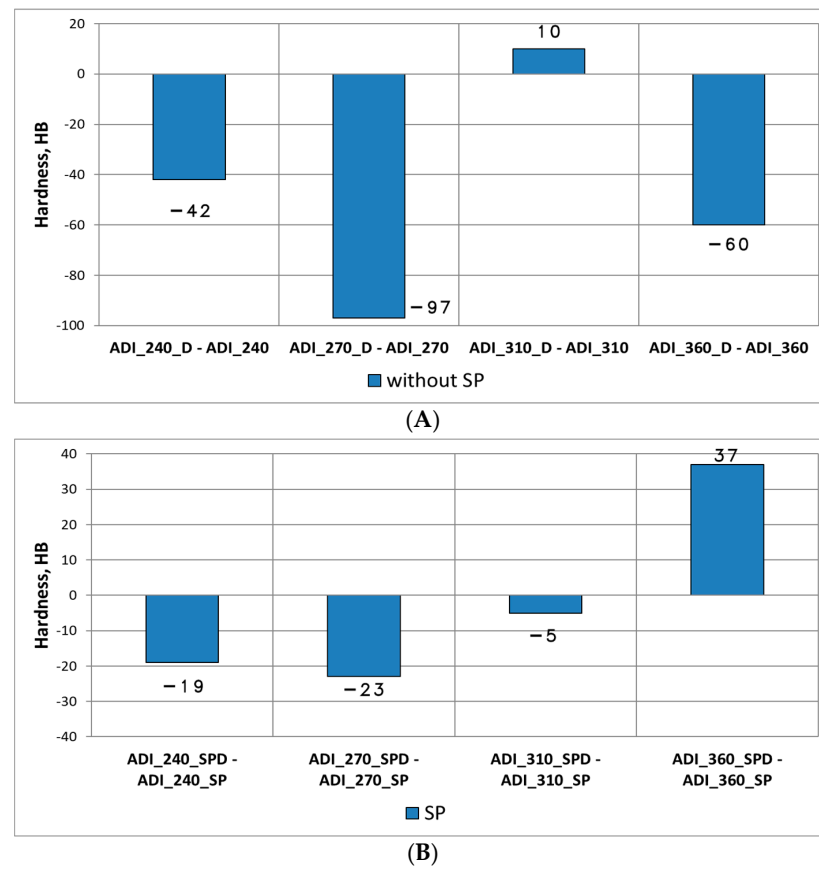 20
10
0
-20
-40
-42
-60
-60
-80
-97
-100
Hardness, HB
ADI_240_D - ADI_240 ADI_270_D - ADI_270 ADI_310_D - ADI_310 ADI_360_D - ADI_360
without SP
(A)
40
37
30
20
10
0
-10
-5
-20
-19
-23
-30
-40
Hardness, HB
ADI_240_SPD - ADI_270_SPD - ADI_310_SPD - ADI_360_SPD -
ADI_240_SP ADI_270_SP ADI_310_SP ADI_360_SP
SP
(B)